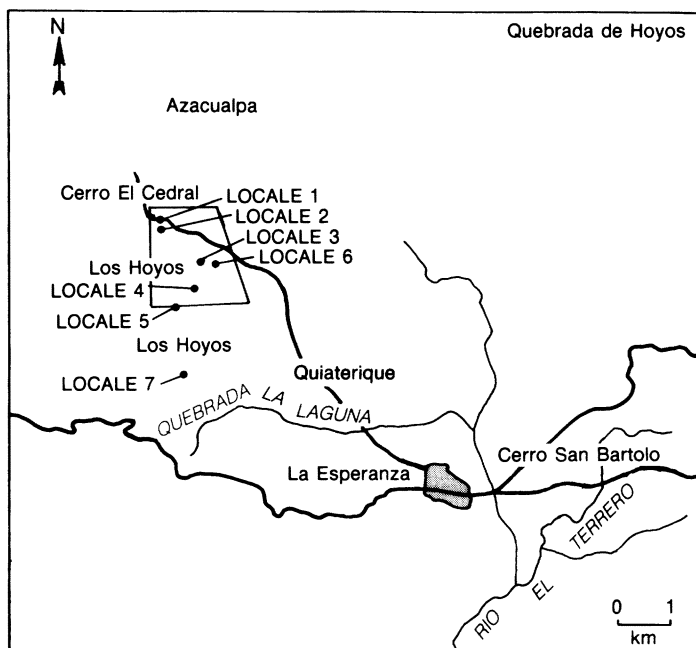 Quebrada de Hoyos
N
Azacualpa
Cerro El Cedral
LOCALE 1
LOCALE 2
LOCALE 3
Los Hoyos
LOCALE 6
LOCALE 4
LOCALE 5
Los Hoyos
Quiaterique
LOCALE 7
QUEBRADA LA LAGUNA
Cerro San Bartolo
La Esperanza
RIO EL TERRERO
0 1
km